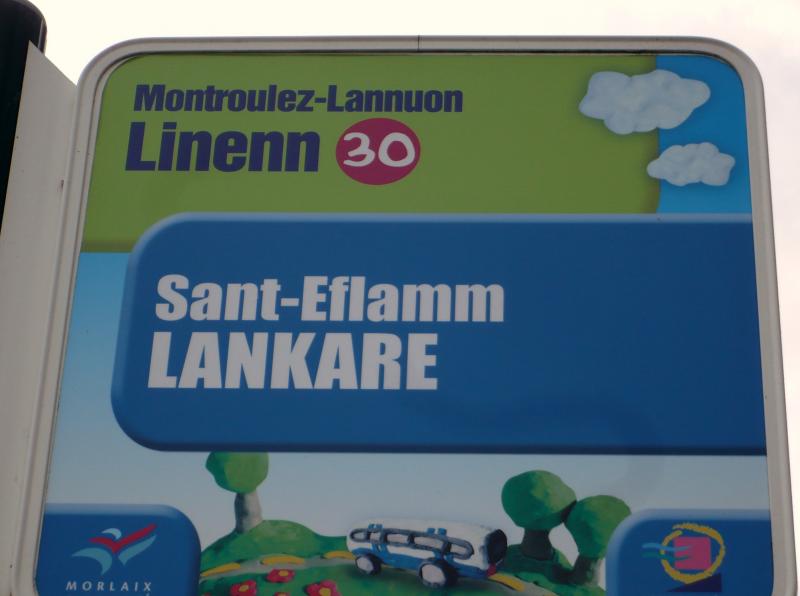 Montroulez-Lannuon
Linenn 30
Sant-Eflamm
LANKARE
MORLAIX